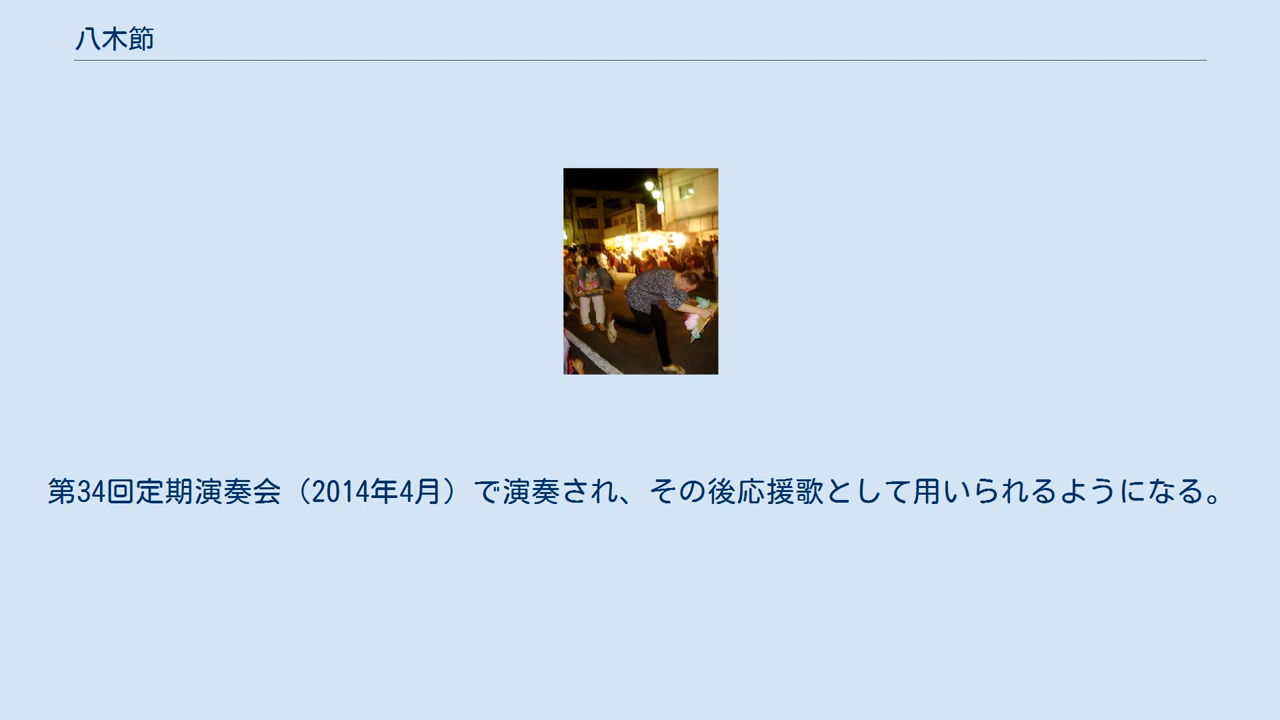 八木節
第34回定期演奏会（2014年4月）で演奏され、その後応援歌として用いられるようになる。